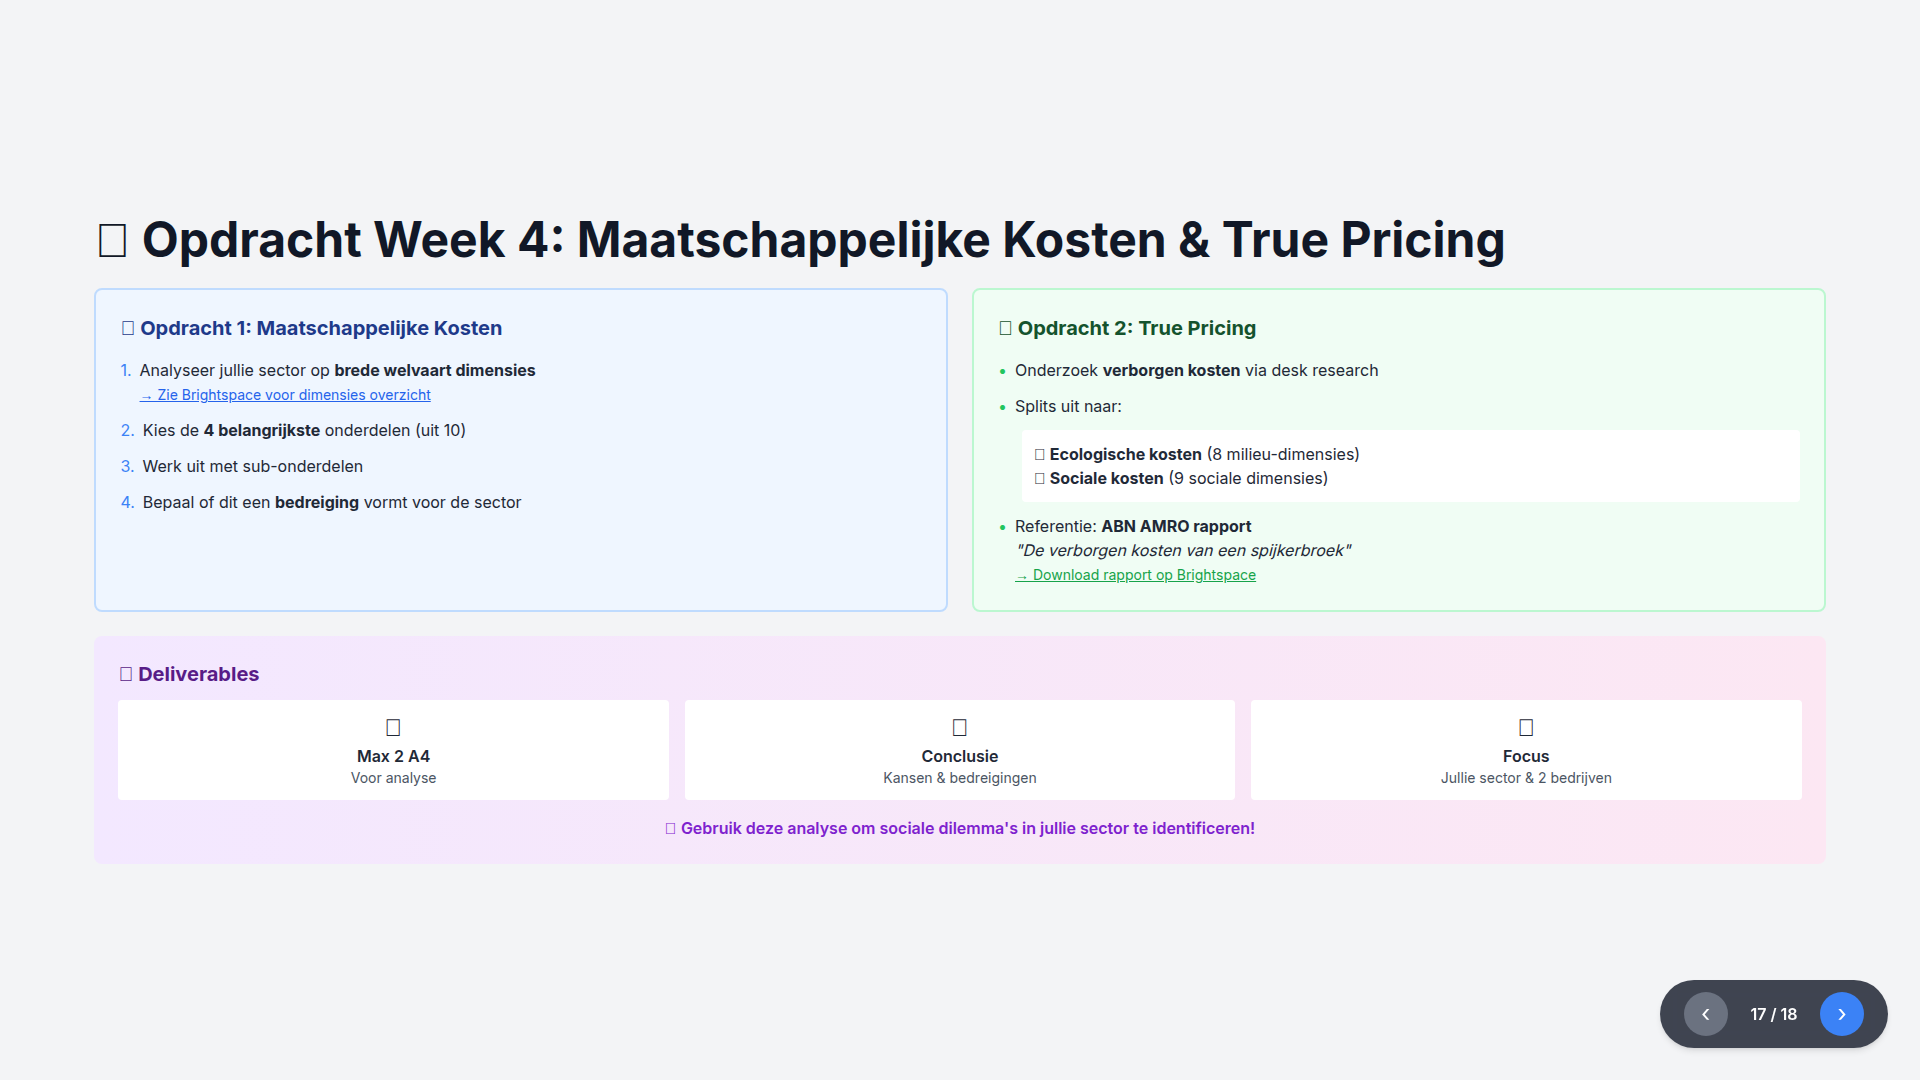 Opdracht Week 4: Maatschappelijke Kosten & True Pricing
Opdracht 1: Maatschappelijke Kosten
1. Analyseer jullie sector op brede welvaart dimensies
→ Zie Brightspace voor dimensies overzicht
2. Kies de 4 belangrijkste onderdelen (uit 10)
3. Werk uit met sub-onderdelen
4. Bepaal of dit een bedreiging vormt voor de sector
Opdracht 2: True Pricing
• Onderzoek verborgen kosten via desk research
• Splits uit naar:
Ecologische kosten (8 milieu-dimensies)
Sociale kosten (9 sociale dimensies)
• Referentie: ABN AMRO rapport
"De verborgen kosten van een spijkerbroek"
→ Download rapport op Brightspace
Deliverables
Max 2 A4
Voor analyse
Conclusie
Kansen & bedreigingen
Focus
Jullie sector & 2 bedrijven
Gebruik deze analyse om sociale dilemma's in jullie sector te identificeren!
‹ 17 / 18 ›